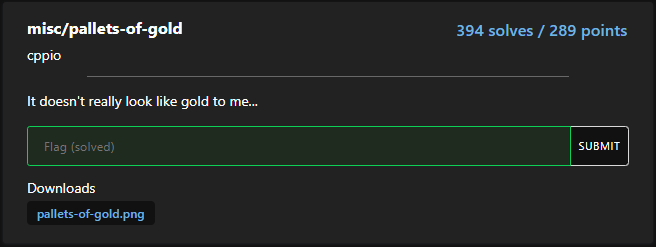 misc/pallets-of-gold
394 solves / 289 points
cppio
It doesn't really look like gold to me...
Flag (solved)
SUBMIT
Downloads
pallets-of-gold.png